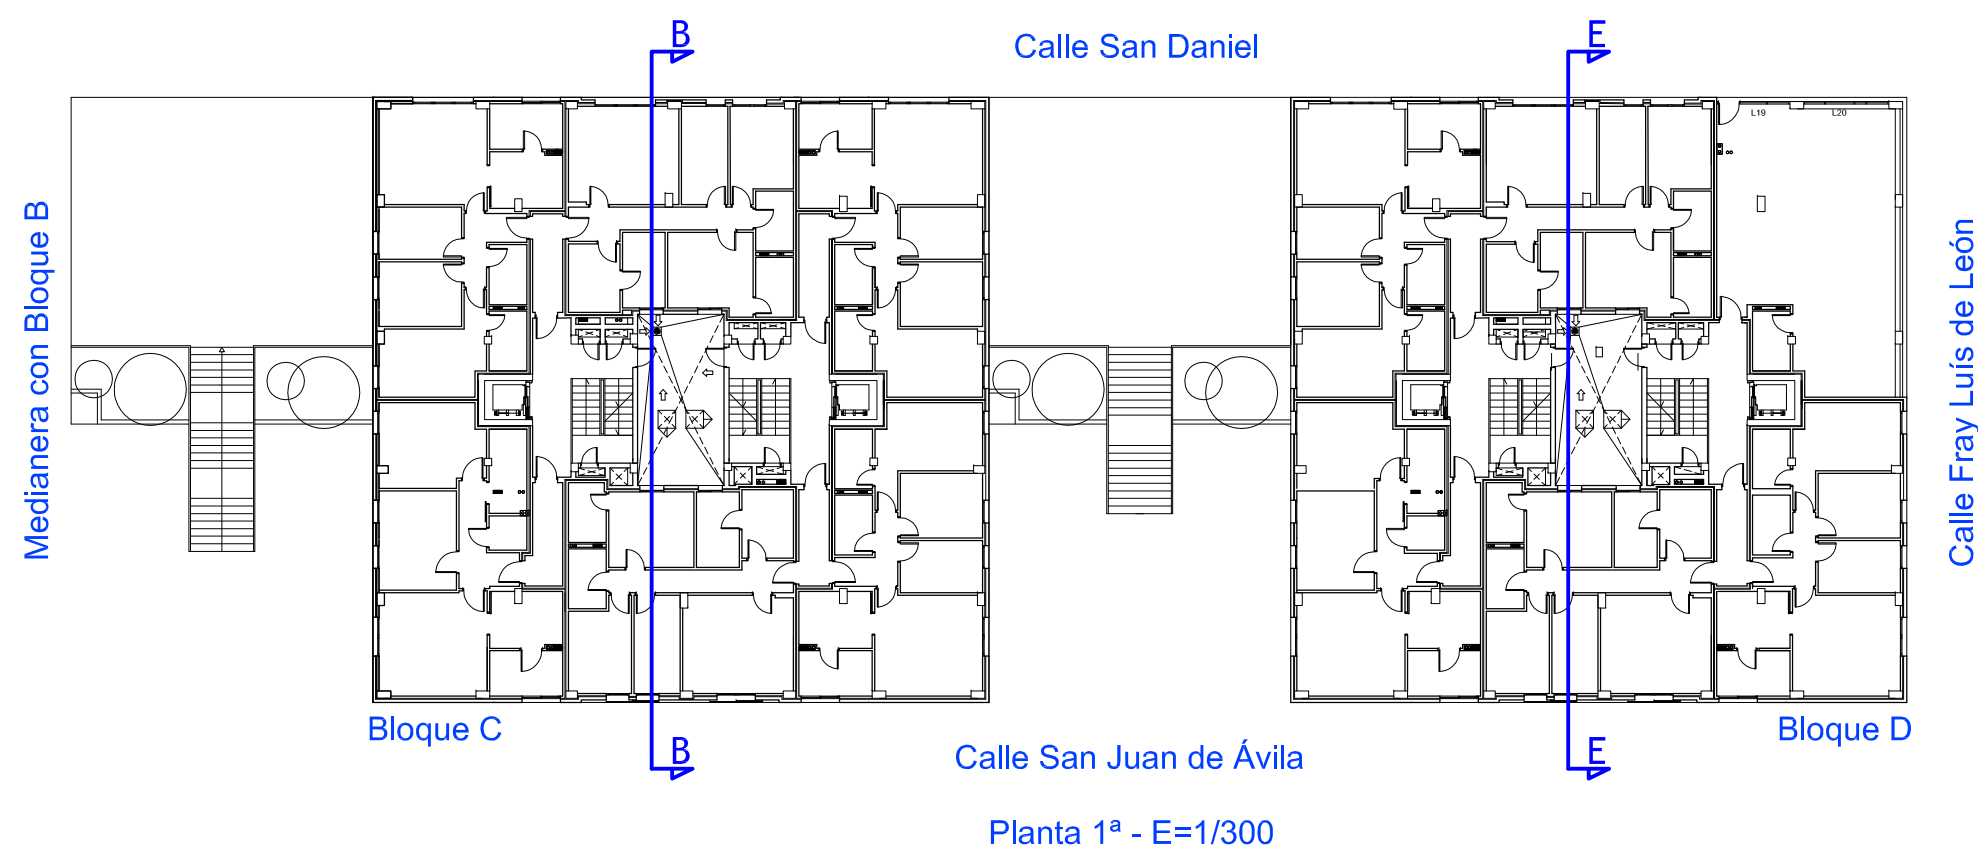 B
E
Calle San Daniel
L19
L20
Medianera con Bloque B
Calle Fray Luís de León
Bloque C
Bloque D
B
E
Calle San Juan de Ávila
Planta 1ª - E=1/300